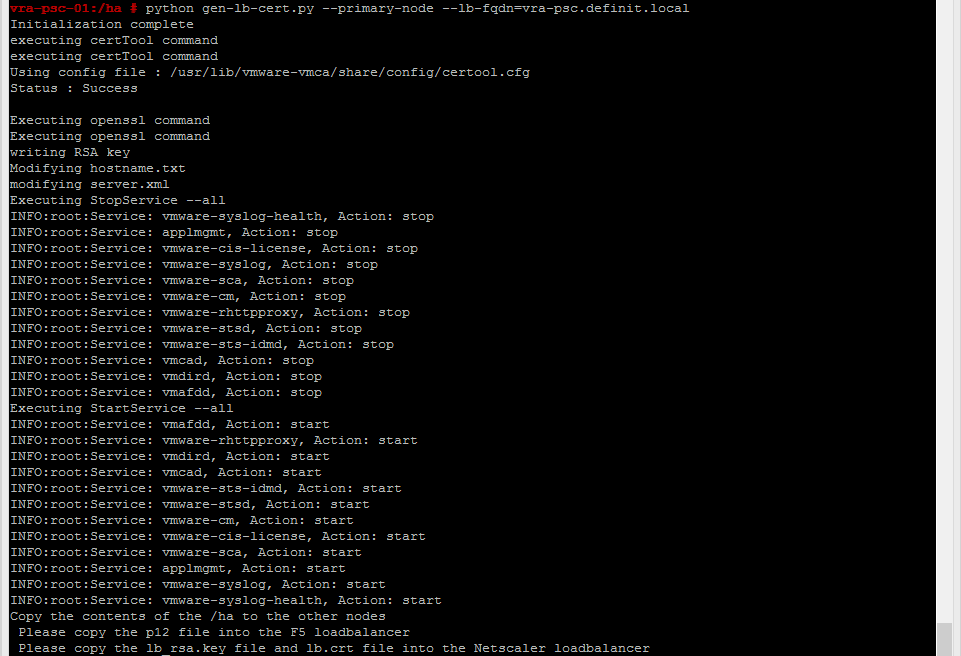 vra-psc-01:/ha # python gen-lb-cert.py --primary-node --lb-fqdn=vra-psc.definit.local
Initialization complete
executing certTool command
executing certTool command
Using config file : /usr/lib/vmware-vmca/share/config/certool.cfg
Status : Success
Executing openssl command
Executing openssl command
writing RSA key
Modifying hostname.txt
modifying server.xml
Executing StopService --all
INFO:root:Service: vmware-syslog-health, Action: stop
INFO:root:Service: applmgmt, Action: stop
INFO:root:Service: vmware-cis-license, Action: stop
INFO:root:Service: vmware-syslog, Action: stop
INFO:root:Service: vmware-sca, Action: stop
INFO:root:Service: vmware-cm, Action: stop
INFO:root:Service: vmware-rhttpproxy, Action: stop
INFO:root:Service: vmware-stsd, Action: stop
INFO:root:Service: vmware-sts-idmd, Action: stop
INFO:root:Service: vmcad, Action: stop
INFO:root:Service: vmdird, Action: stop
INFO:root:Service: vmafdd, Action: stop
Executing StartService --all
INFO:root:Service: vmafdd, Action: start
INFO:root:Service: vmware-rhttpproxy, Action: start
INFO:root:Service: vmdird, Action: start
INFO:root:Service: vmcad, Action: start
INFO:root:Service: vmware-sts-idmd, Action: start
INFO:root:Service: vmware-stsd, Action: start
INFO:root:Service: vmware-cm, Action: start
INFO:root:Service: vmware-cis-license, Action: start
INFO:root:Service: vmware-sca, Action: start
INFO:root:Service: applmgmt, Action: start
INFO:root:Service: vmware-syslog, Action: start
INFO:root:Service: vmware-syslog-health, Action: start
Copy the contents of the /ha to the other nodes
Please copy the p12 file into the F5 loadbalancer
Please copy the lb_rsa.key file and lb.crt file into the Netscaler loadbalancer